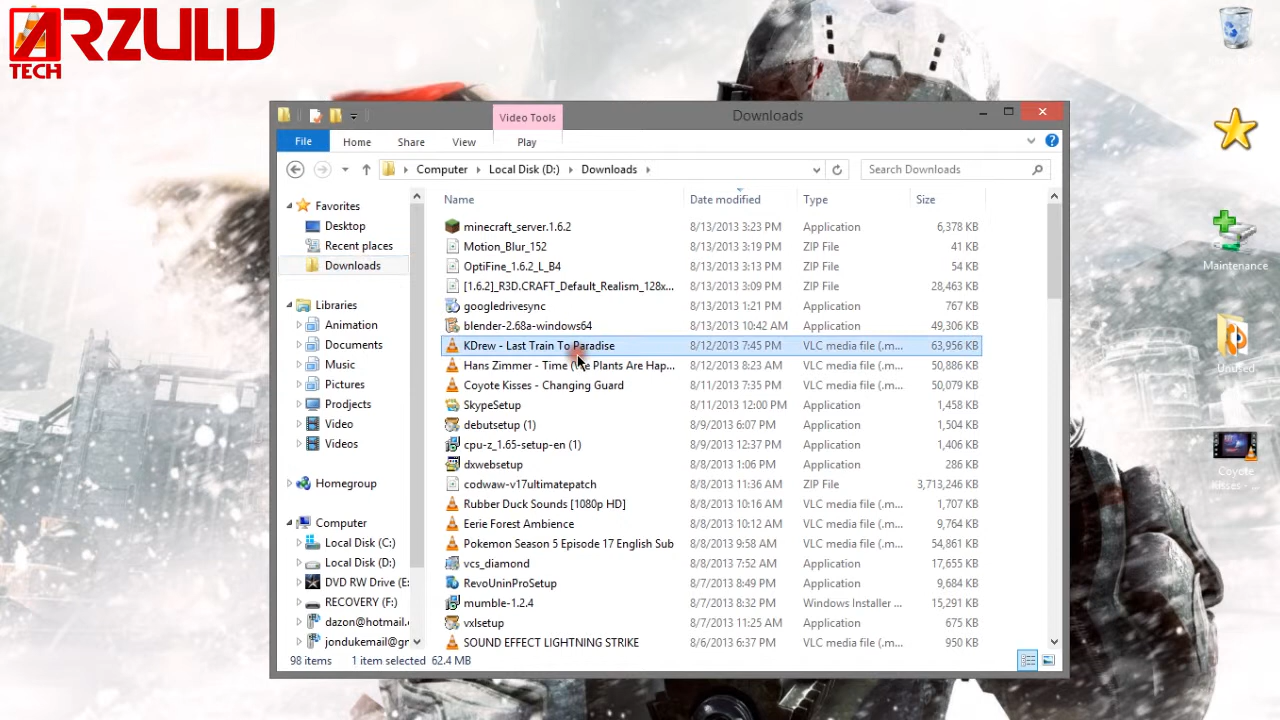 ARZULU
TECH
Video Tools
Downloads
File
Home
Share
View
Play
Computer
Local Disk (D:)
Downloads
Search Downloads
Favorites
Desktop
Recent places
Downloads
Libraries
Animation
Documents
Music
Pictures
Prodjects
Video
Videos
Homegroup
Computer
Local Disk (C:)
Local Disk (D:)
DVD RW Drive (E:
RECOVERY (F:)
dazon@hotmail.
jondukemail@gr
Name Date modified Type Size
minecraft_server.1.6.2 8/13/2013 3:23 PM Application 6,378 KB
Motion_Blur_152 8/13/2013 3:19 PM ZIP File 41 KB
OptiFine_1.6.2_L_B4 8/13/2013 3:13 PM ZIP File 54 KB
[1.6.2]_R3D.CRAFT_Default_Realism_128x... 8/13/2013 3:09 PM ZIP File 28,463 KB
googledrivesync 8/13/2013 1:21 PM Application 767 KB
blender-2.68a-windows64 8/13/2013 10:42 AM Application 49,306 KB
KDrew - Last Train To Paradise 8/12/2013 7:45 PM VLC media file (.m... 63,956 KB
Hans Zimmer - Time (The Plants Are Hap... 8/12/2013 8:23 AM VLC media file (.m... 50,886 KB
Coyote Kisses - Changing Guard 8/11/2013 7:35 PM VLC media file (.m... 50,079 KB
SkypeSetup 8/11/2013 12:00 PM Application 1,458 KB
debutsetup (1) 8/9/2013 6:07 PM Application 1,504 KB
cpu-z_1.65-setup-en (1) 8/9/2013 12:37 PM Application 1,406 KB
dxwebsetup 8/8/2013 1:06 PM Application 286 KB
codwaw-v17ultimatepatch 8/8/2013 11:36 AM ZIP File 3,713,246 KB
Rubber Duck Sounds [1080p HD] 8/8/2013 10:16 AM VLC media file (.m... 1,707 KB
Eerie Forest Ambience 8/8/2013 10:12 AM VLC media file (.m... 9,764 KB
Pokemon Season 5 Episode 17 English Sub 8/8/2013 9:58 AM VLC media file (.m... 54,861 KB
vcs_diamond 8/8/2013 7:52 AM Application 17,655 KB
RevoUninProSetup 8/7/2013 8:49 PM Application 9,684 KB
mumble-1.2.4 8/7/2013 8:32 PM Windows Installer ... 15,291 KB
vxlsetup 8/7/2013 11:25 AM Application 675 KB
SOUND EFFECT LIGHTNING STRIKE 8/6/2013 6:37 PM VLC media file (.m... 950 KB
98 items 1 item selected 62.4 MB
Maintenance
Unused
Coyote
Kisses -